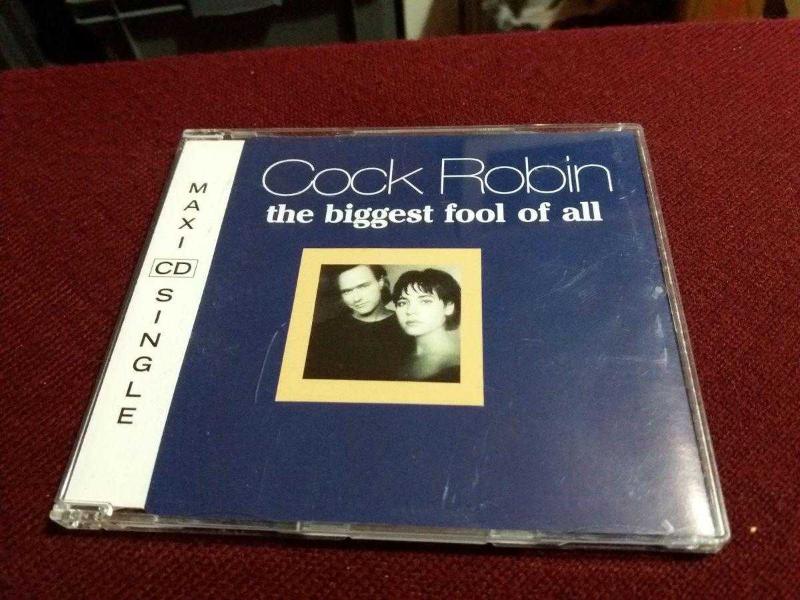 Cock Robin
the biggest fool of all
MAXI CD SINGLE